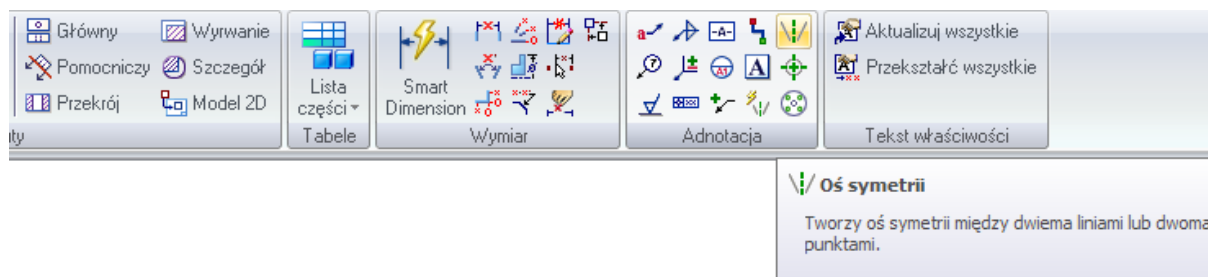 Główny
Wyrwanie
Pomocniczy
Szczegół
Przekrój
Model 2D
ty
Lista
części
Tabele
Smart
Dimension
Wymiar
Adnotacja
Aktualizuj wszystkie
Przekształć wszystkie
Tekst właściwości
Oś symetrii
Tworzy oś symetrii między dwiema liniami lub dwoma
punktami.